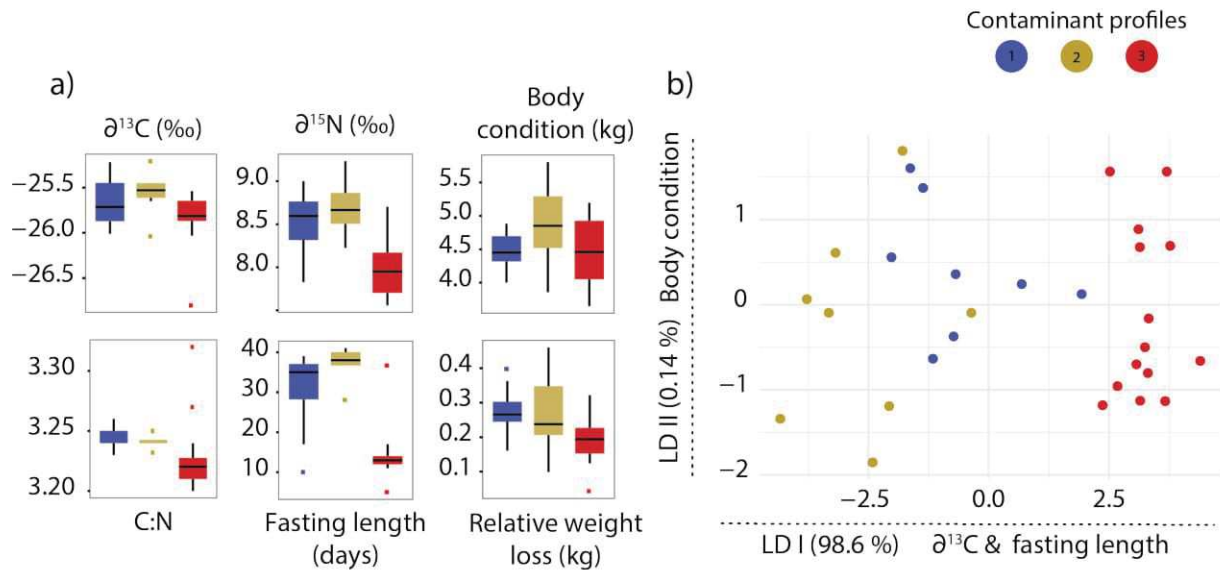 Contaminant profiles
1 2 3
a)
b)
∂¹³C (‰)
∂¹⁵N (‰)
Body
condition (kg)
−25.5
−26.0
−26.5
9.0
8.5
8.0
5.5
5.0
4.5
4.0
3.30
3.25
3.20
40
30
20
10
0.4
0.3
0.2
0.1
C:N
Fasting length
(days)
Relative weight
loss (kg)
LD II (0.14 %) Body condition
1
0
−1
−2
−2.5
0.0
2.5
LD I (98.6 %) ∂¹³C & fasting length